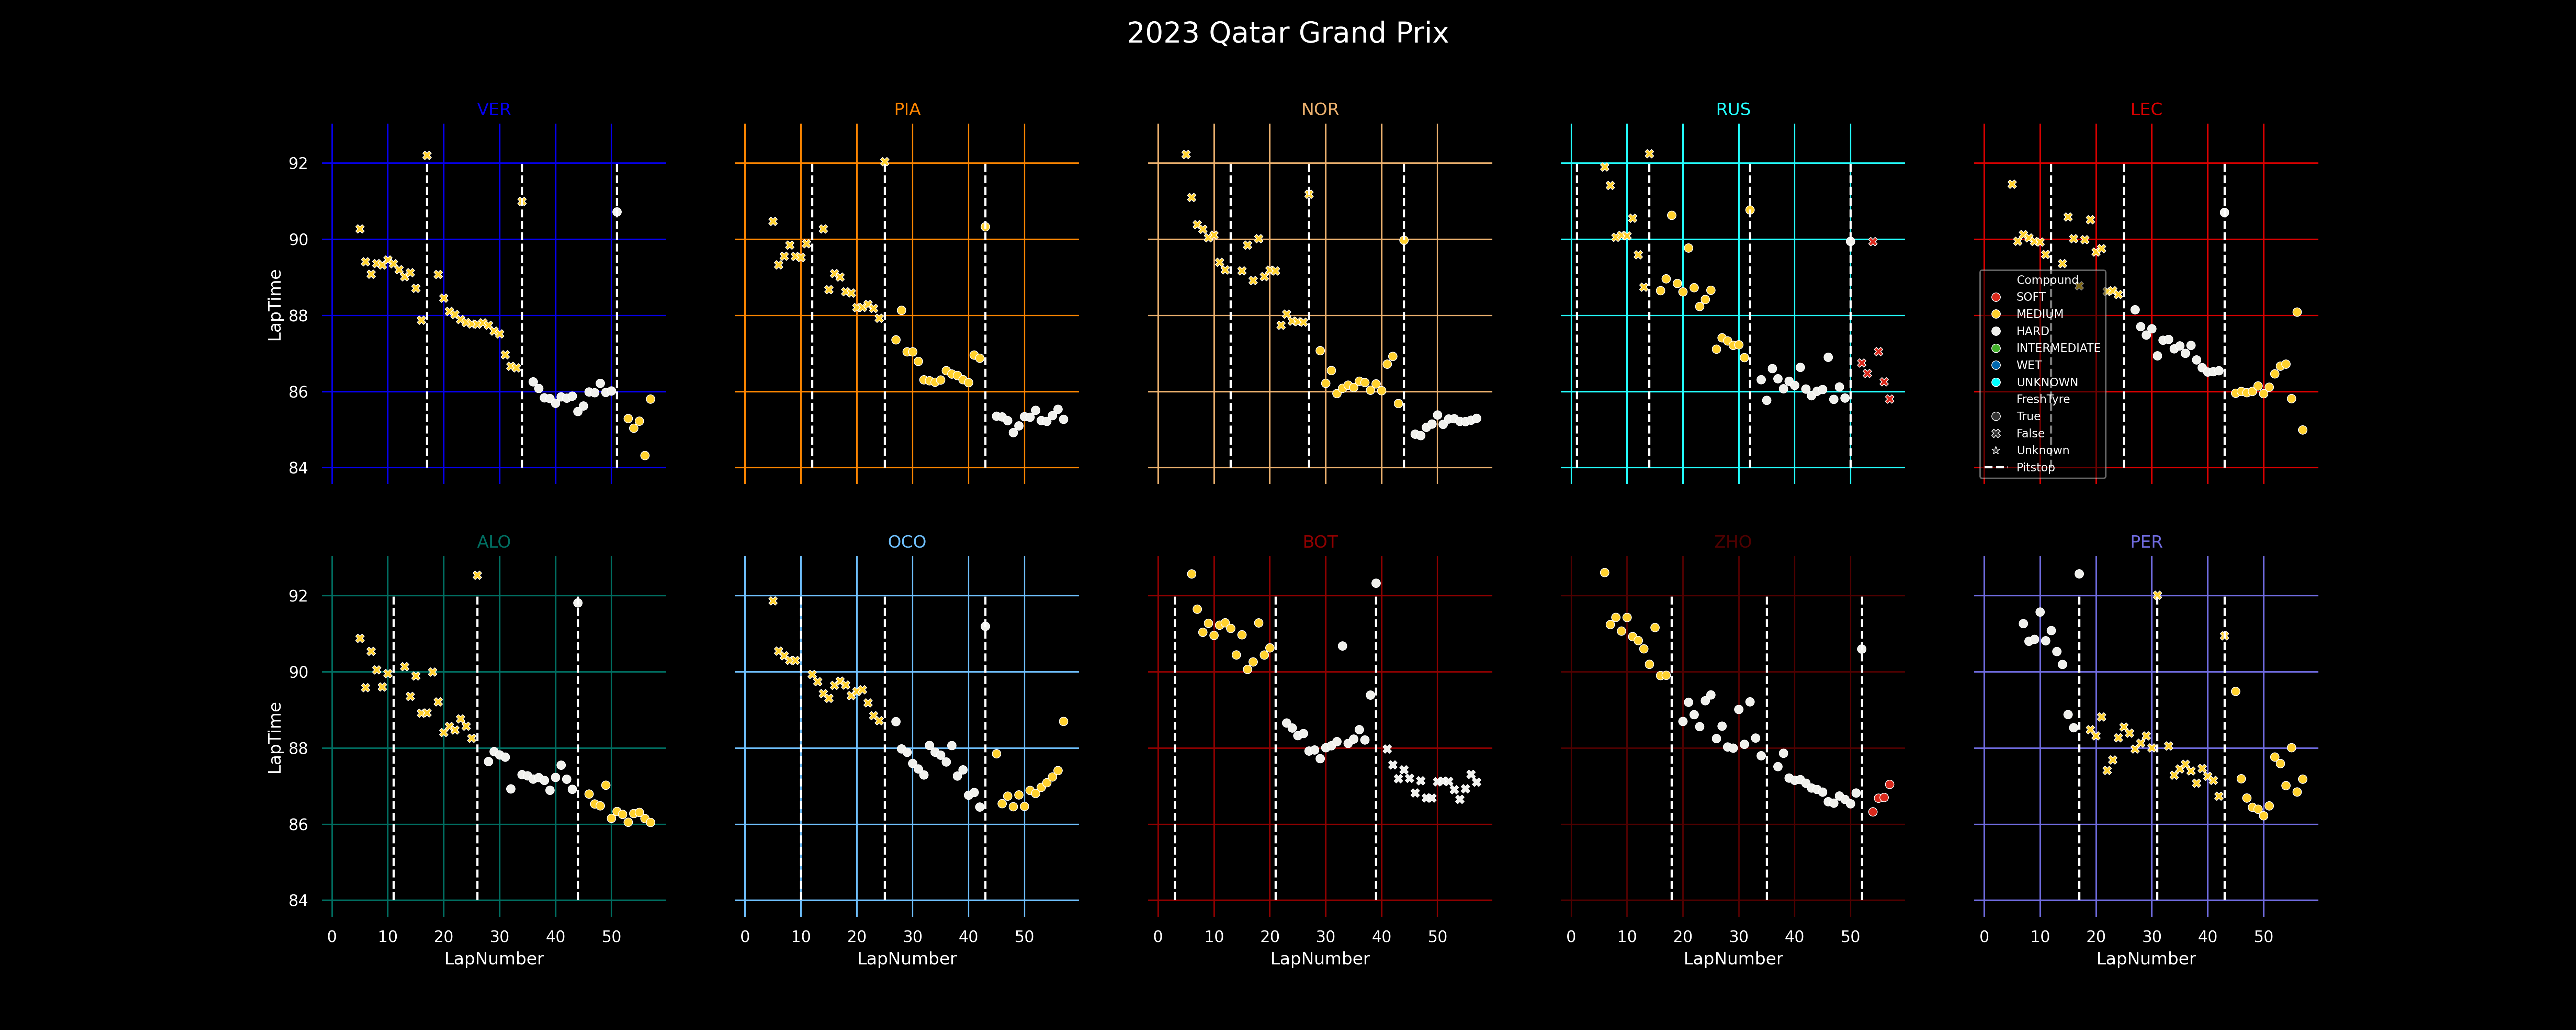 2023 Qatar Grand Prix
VER
PIA
NOR
RUS
LEC
92
90
88
86
84
LapTime
Compound
SOFT
MEDIUM
HARD
INTERMEDIATE
WET
UNKNOWN
FreshTyre
True
False
Unknown
Pitstop
ALO
OCO
BOT
ZHO
PER
92
90
88
86
84
LapTime
0 10 20 30 40 50
0 10 20 30 40 50
0 10 20 30 40 50
0 10 20 30 40 50
0 10 20 30 40 50
LapNumber
LapNumber
LapNumber
LapNumber
LapNumber